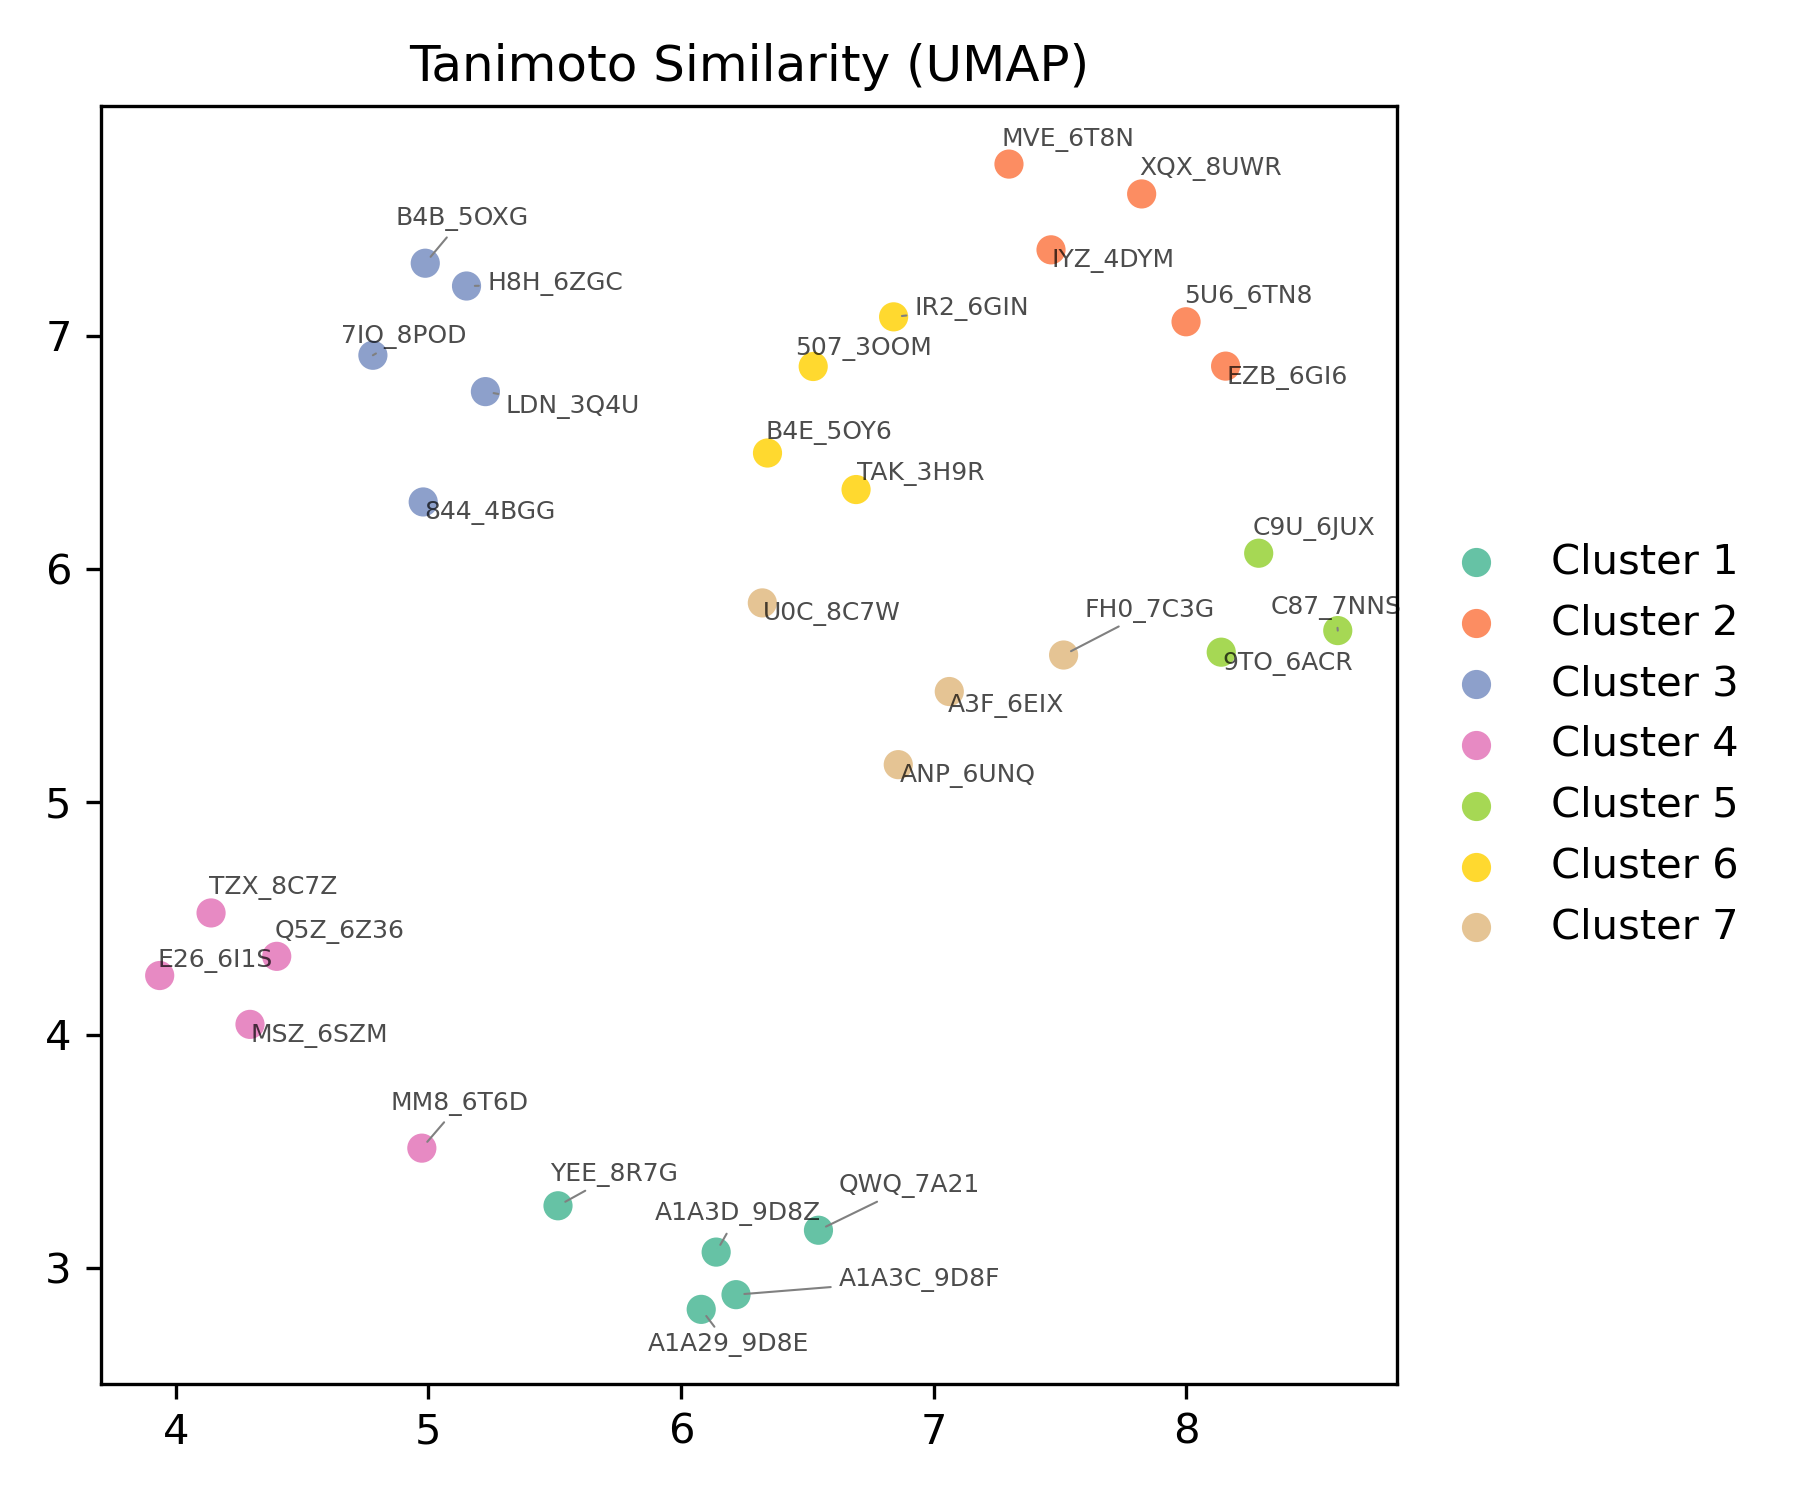 Tanimoto Similarity (UMAP)
MVE_6T8N
XQX_8UWR
B4B_5OXG
IYZ_4DYM
H8H_6ZGC
5U6_6TN8
IR2_6GIN
7IO_8POD
507_3OOM
EZB_6GI6
LDN_3Q4U
B4E_5OY6
TAK_3H9R
844_4BGG
C9U_6JUX
U0C_8C7W
FH0_7C3G
C87_7NNS
9TO_6ACR
A3F_6EIX
ANP_6UNQ
TZX_8C7Z
Q5Z_6Z36
E26_6I1S
MSZ_6SZM
MM8_6T6D
YEE_8R7G
QWQ_7A21
A1A3D_9D8Z
A1A3C_9D8F
A1A29_9D8E
7
6
5
4
3
4 5 6 7 8
Cluster 1
Cluster 2
Cluster 3
Cluster 4
Cluster 5
Cluster 6
Cluster 7